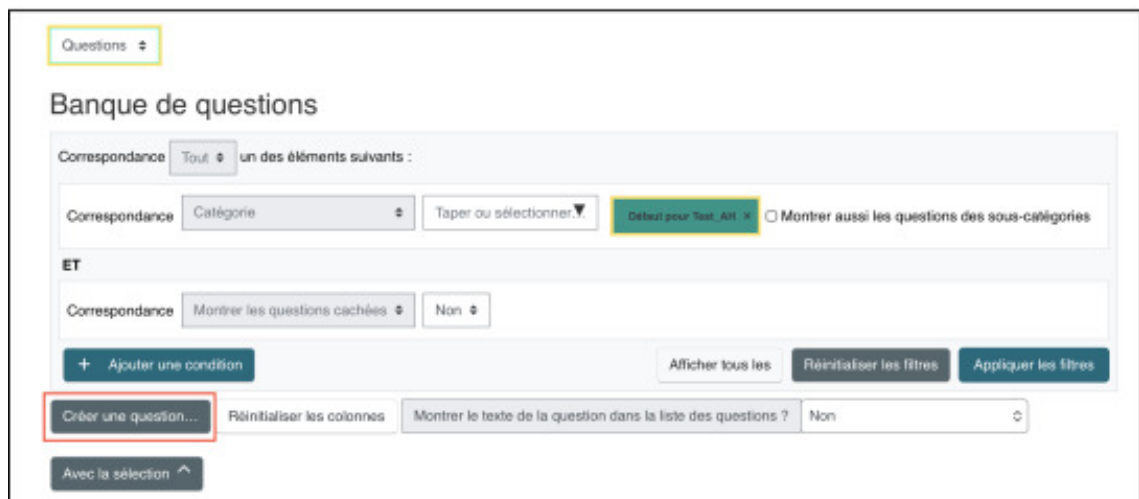 Questions
Banque de questions
Correspondance Tout un des éléments suivants :
Correspondance Catégorie Taper ou sélectionner... Défaut pour Test_AH × Montrer aussi les questions des sous-catégories
ET
Correspondance Montrer les questions cachées Non
+ Ajouter une condition Afficher tous les Réinitialiser les filtres Appliquer les filtres
Créer une question... Réinitialiser les colonnes Montrer le texte de la question dans la liste des questions ? Non
Avec la sélection